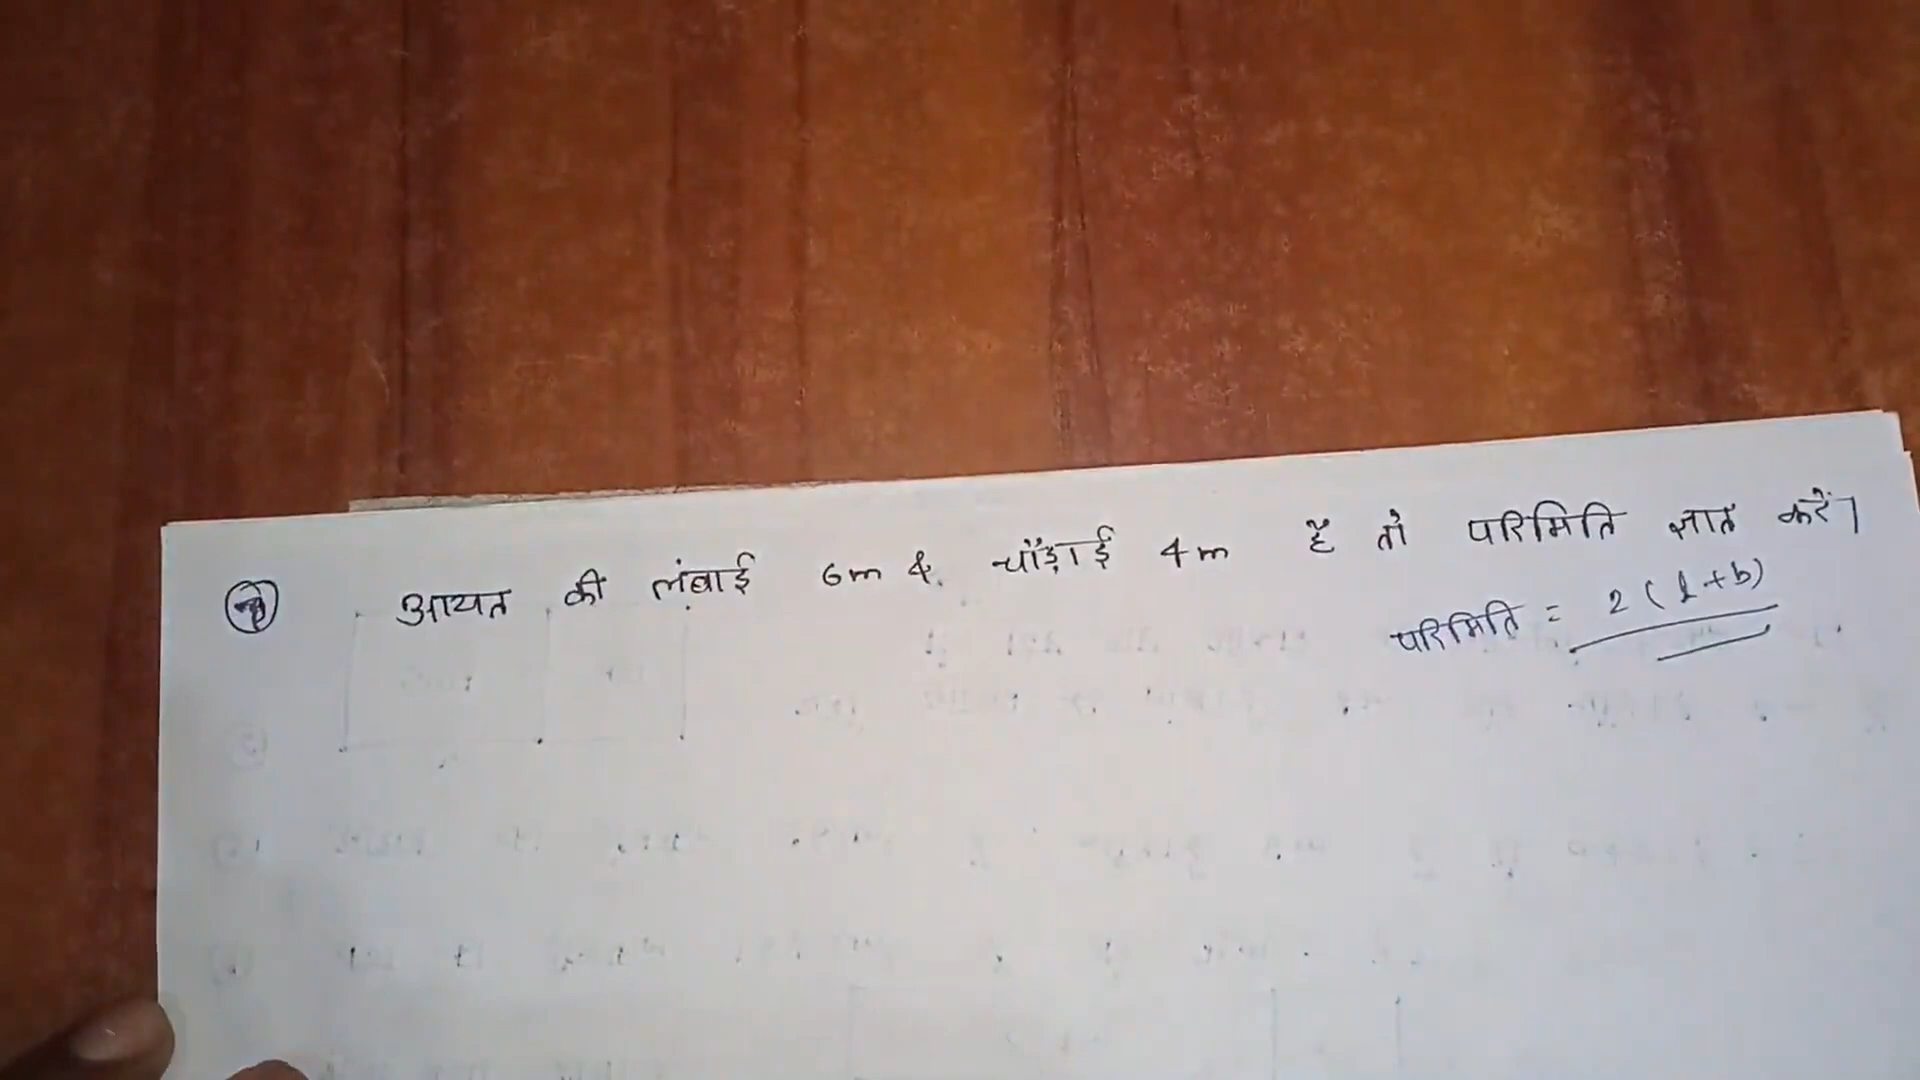 आयत की लंबाई 6m & चौंड़ाई 4m है तो परिमिति ज्ञात करें।
परिमिति = 2(l+b)